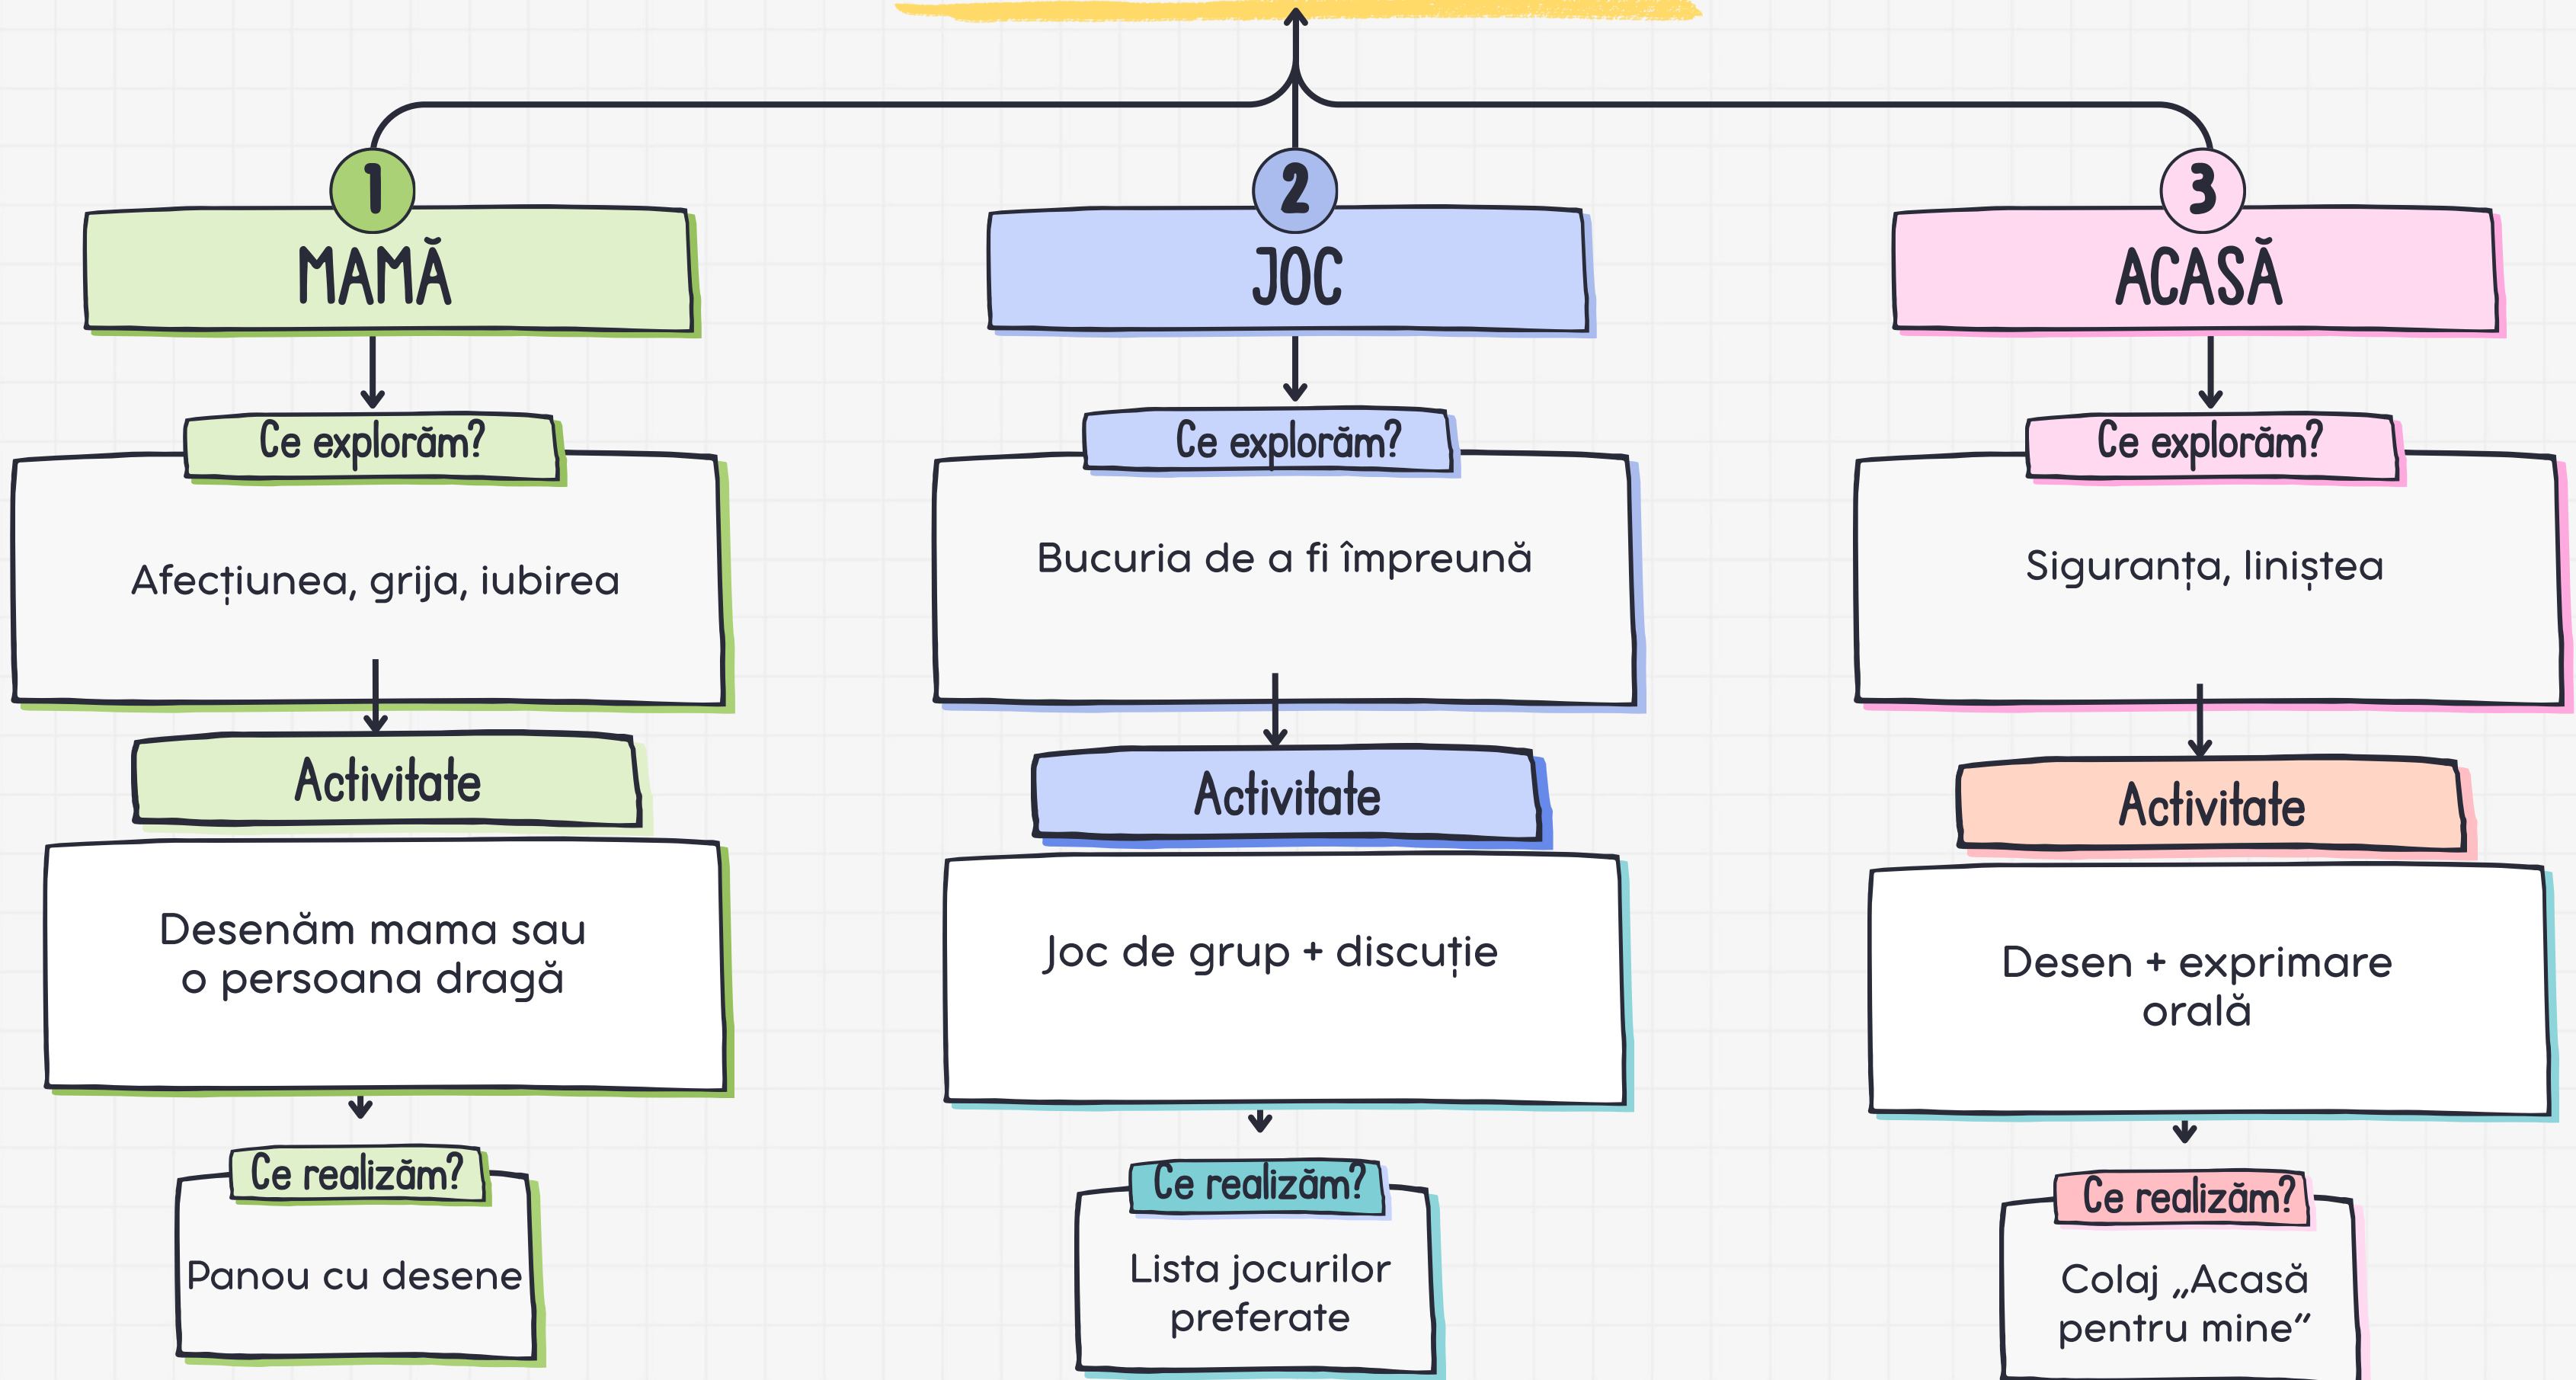 1
MAMĂ
Ce explorăm?
Afecțiunea, grija, iubirea
Activitate
Desenăm mama sau
o persoana dragă
Ce realizăm?
Panou cu desene
2
JOC
Ce explorăm?
Bucuria de a fi împreună
Activitate
Joc de grup + discuție
Ce realizăm?
Lista jocurilor
preferate
3
ACASĂ
Ce explorăm?
Siguranța, liniștea
Activitate
Desen + exprimare
orală
Ce realizăm?
Colaj „Acasă
pentru mine”